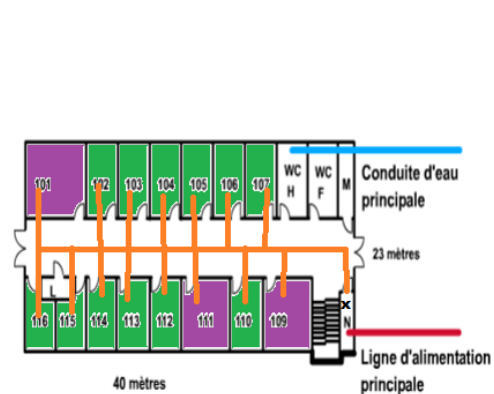 101 102 103 104 105 106 107 WC H WC F M
Conduite d'eau
principale
23 mètres
L
116 115 114 113 112 111 110 109 X N
Ligne d'alimentation
principale
40 mètres